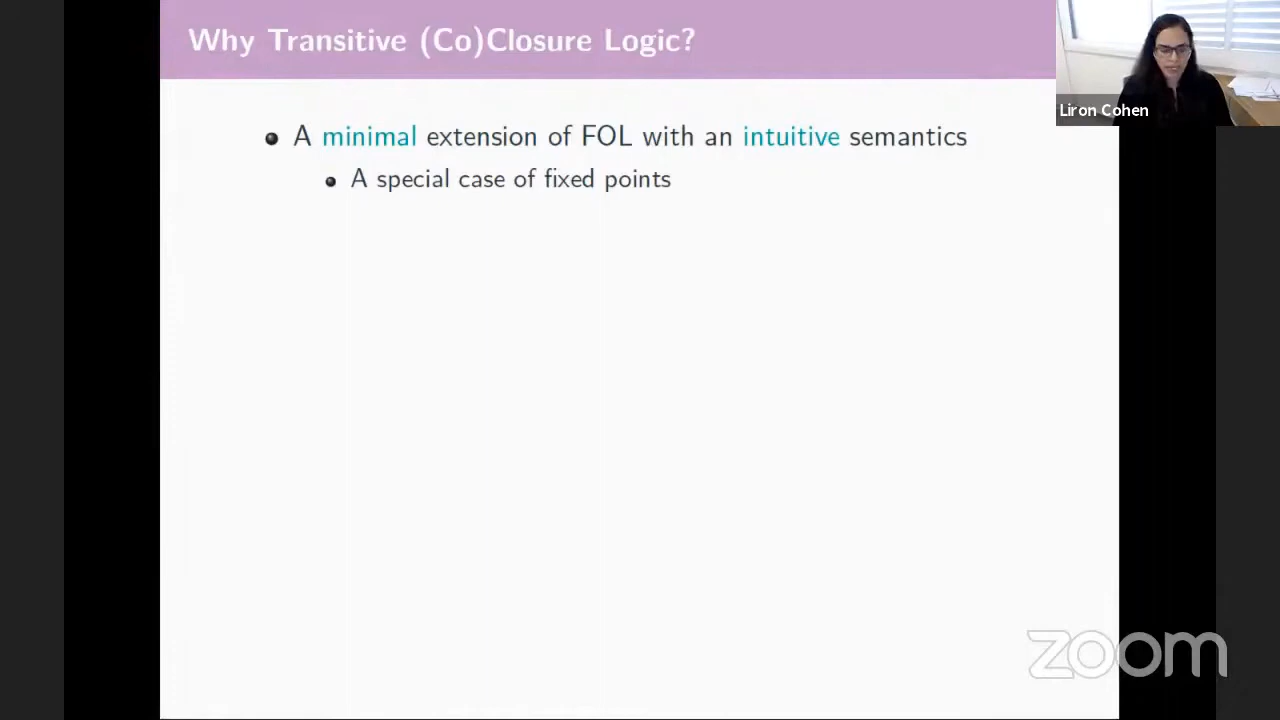 Why Transitive (Co)Closure Logic?
Liron Cohen
A minimal extension of FOL with an intuitive semantics
A special case of fixed points
zoom